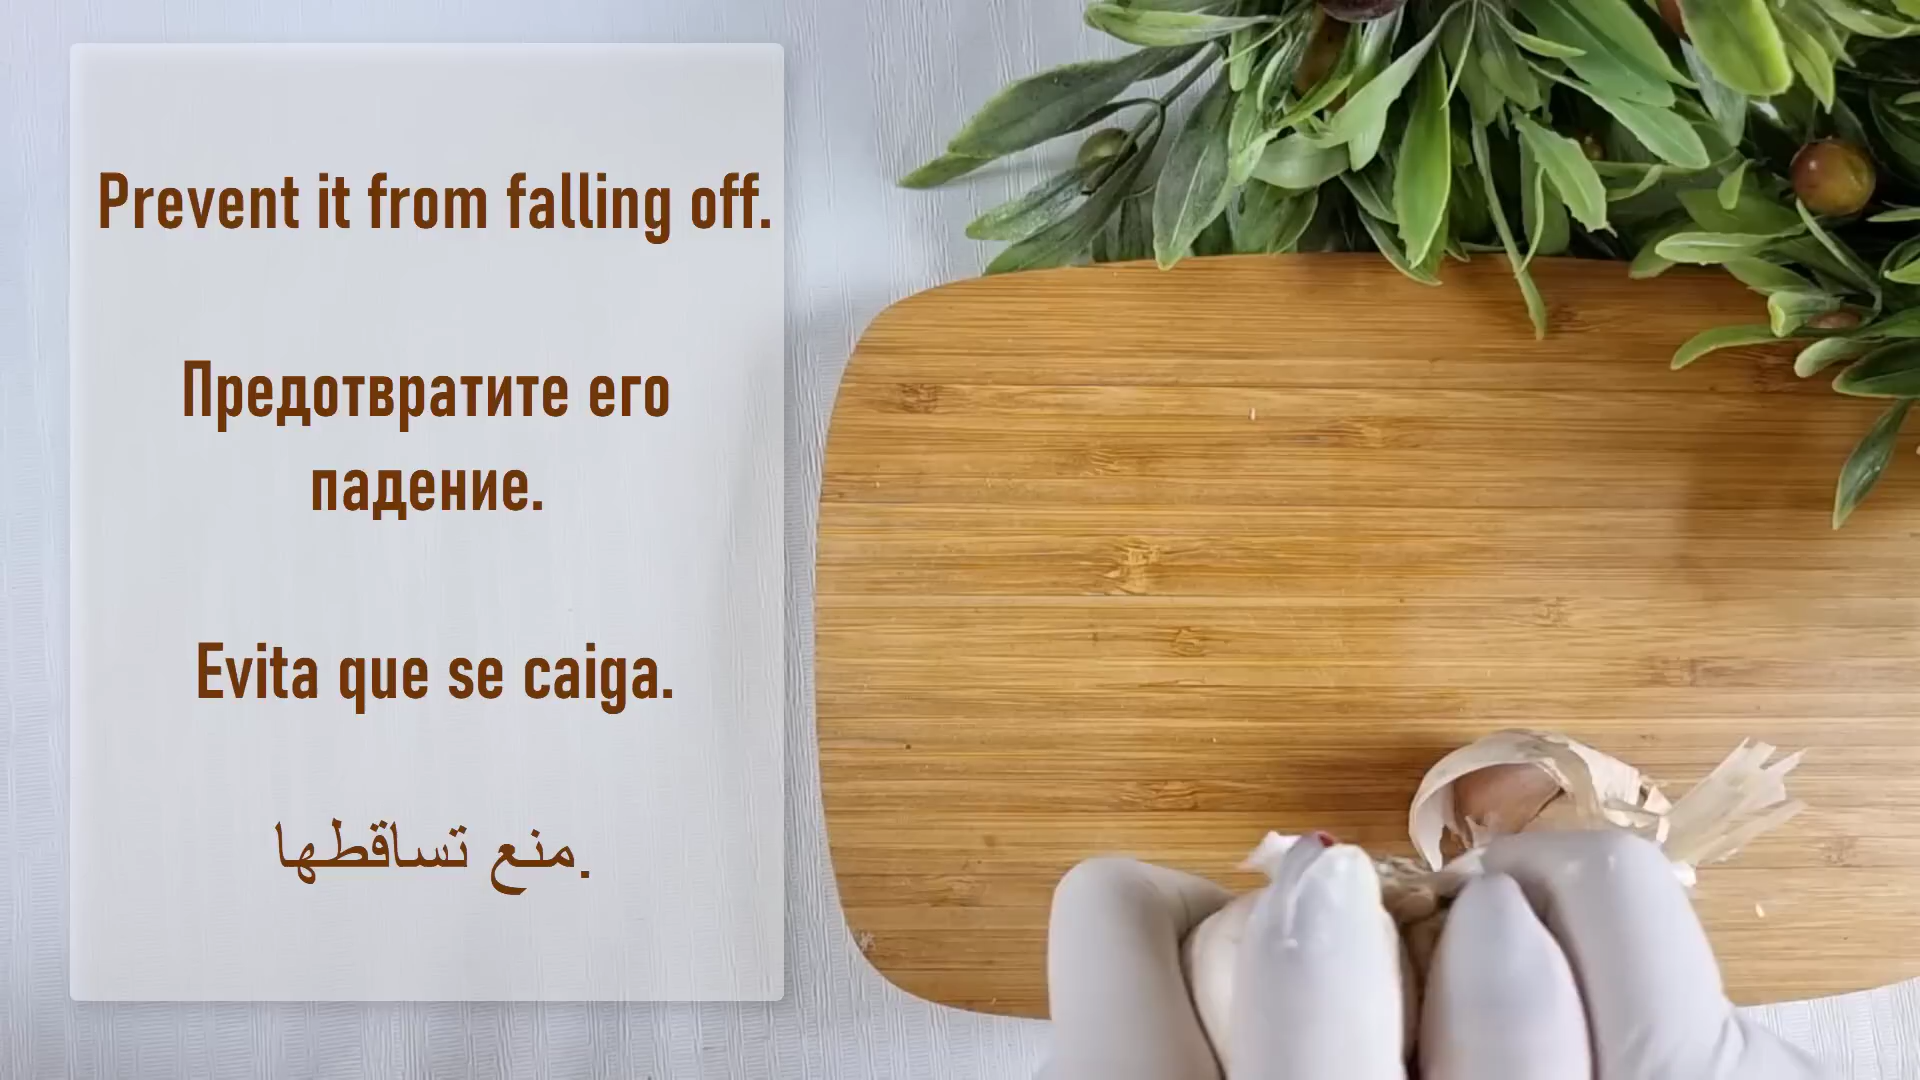 Prevent it from falling off.
Предотвратите его
падение.
Evita que se caiga.
منع تساقطها.